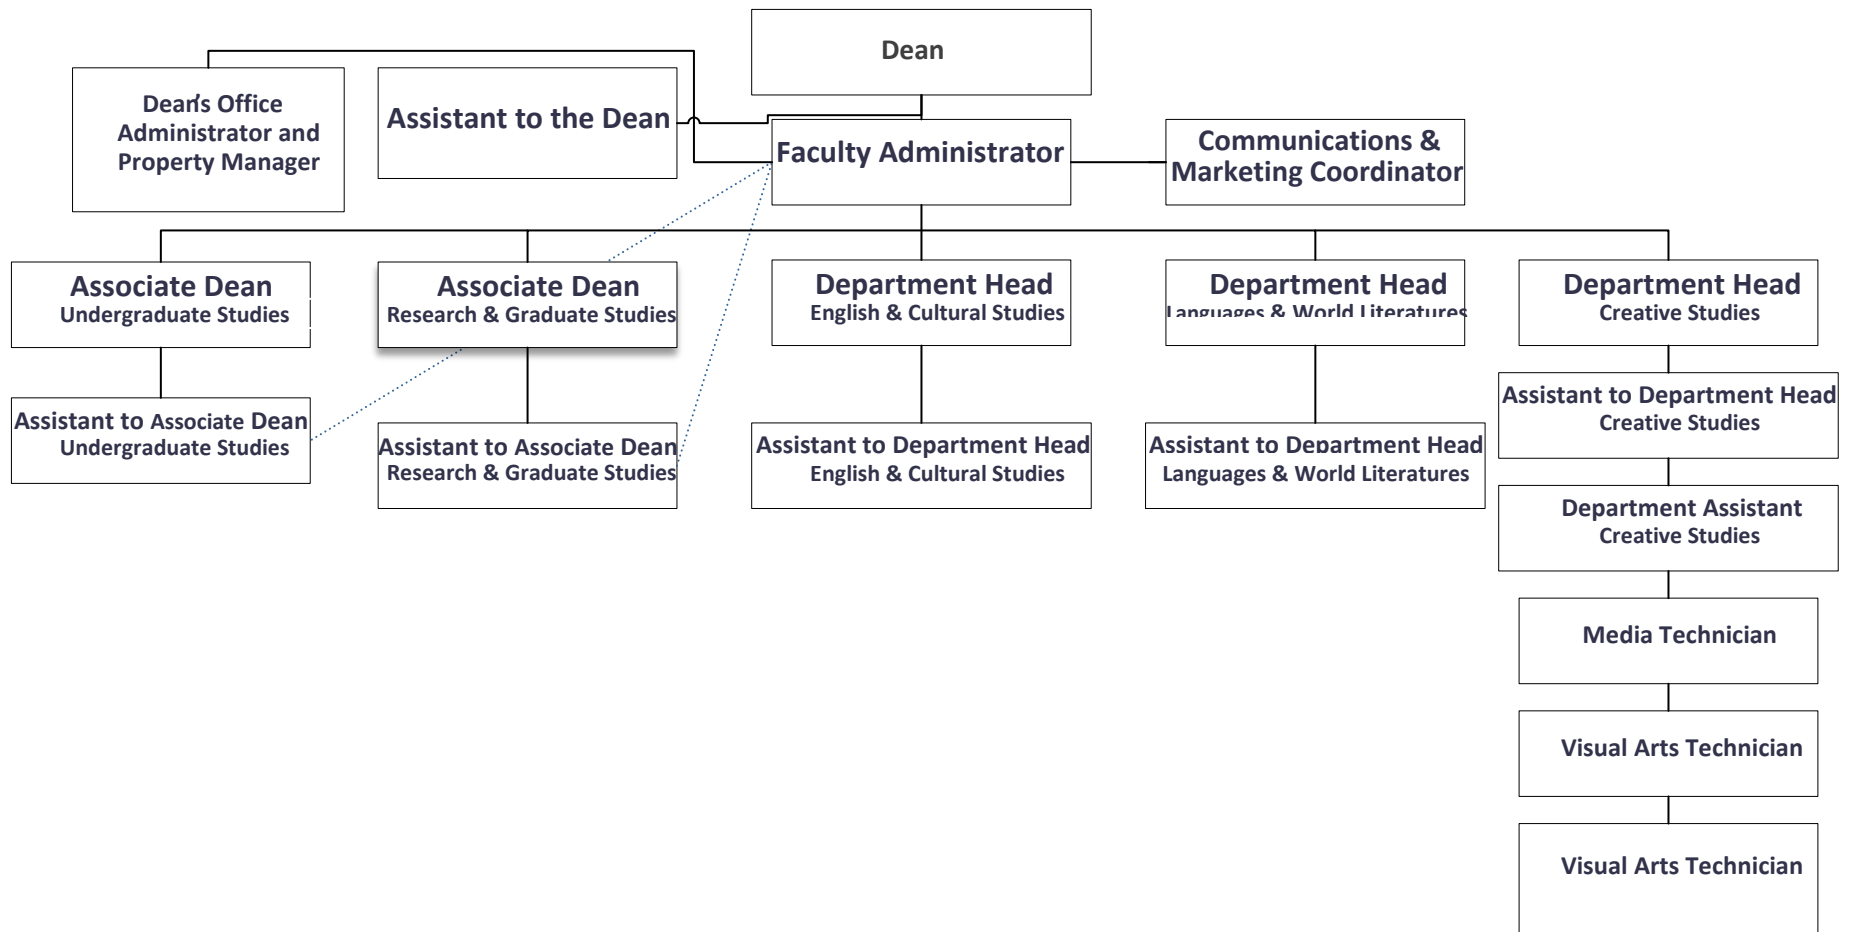 Dean
Dean's Office
Administrator and
Property Manager
Assistant to the Dean
Faculty Administrator
Communications &
Marketing Coordinator
Associate Dean
Undergraduate Studies
Associate Dean
Research & Graduate Studies
Department Head
English & Cultural Studies
Department Head
Languages & World Literatures
Department Head
Creative Studies
Assistant to Associate Dean
Undergraduate Studies
Assistant to Associate Dean
Research & Graduate Studies
Assistant to Department Head
English & Cultural Studies
Assistant to Department Head
Languages & World Literatures
Assistant to Department Head
Creative Studies
Department Assistant
Creative Studies
Media Technician
Visual Arts Technician
Visual Arts Technician